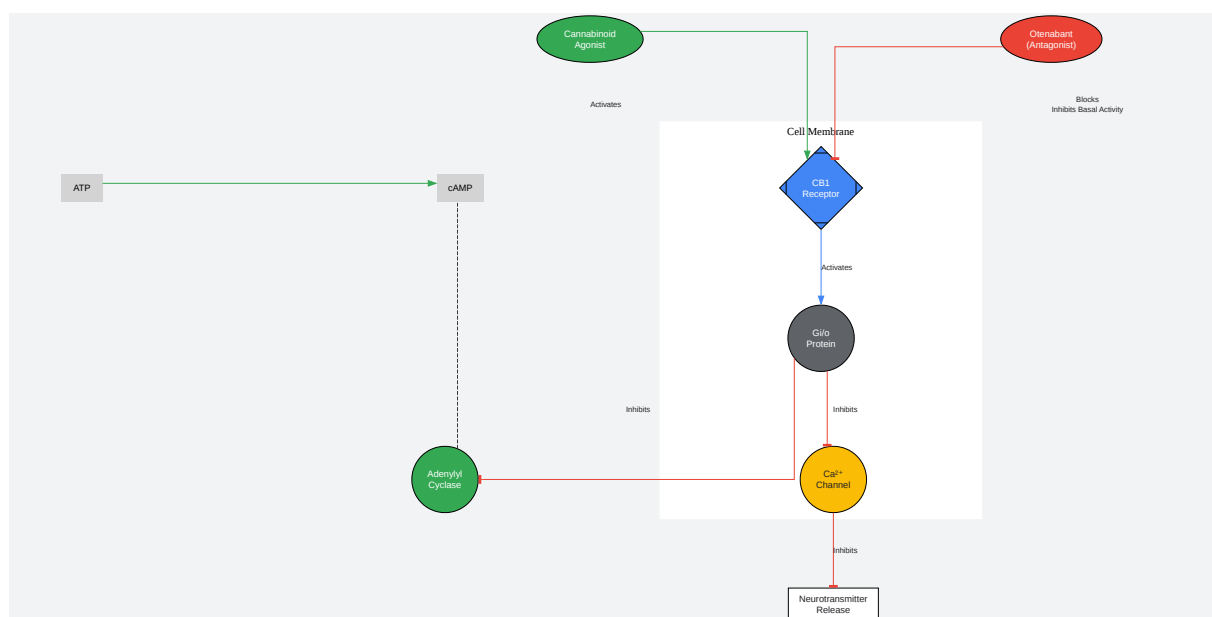 Cannabinoid
Agonist
Otenabant
(Antagonist)
Activates
Blocks
Inhibits Basal Activity
Cell Membrane
ATP
cAMP
CB1
Receptor
Activates
Gi/o
Protein
Inhibits
Inhibits
Adenylyl
Cyclase
Ca²⁺
Channel
Inhibits
Neurotransmitter
Release